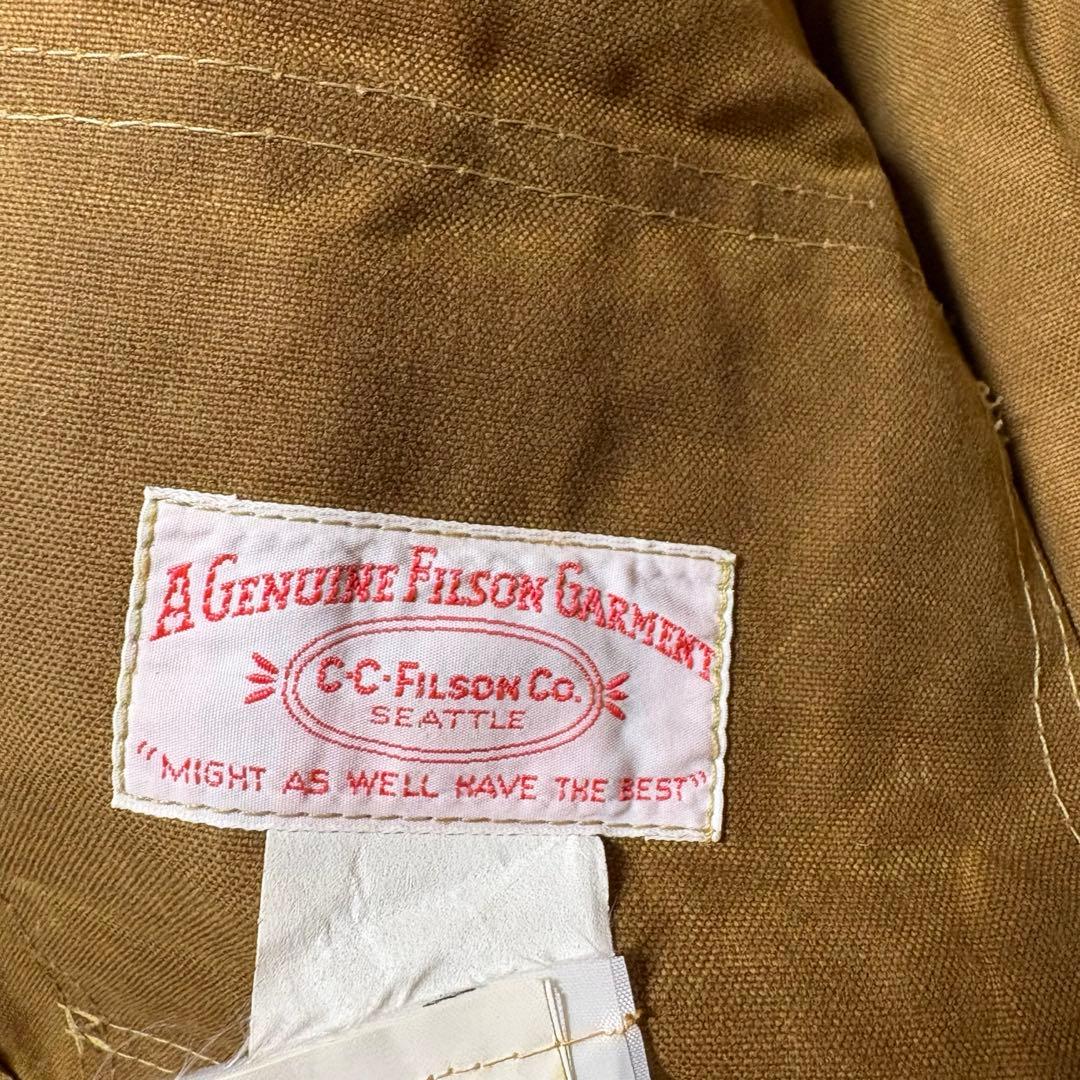 A GENUINE FILSON GARMENT
C-C-FILSON CO.
SEATTLE
"MIGHT AS WELL HAVE THE BEST"